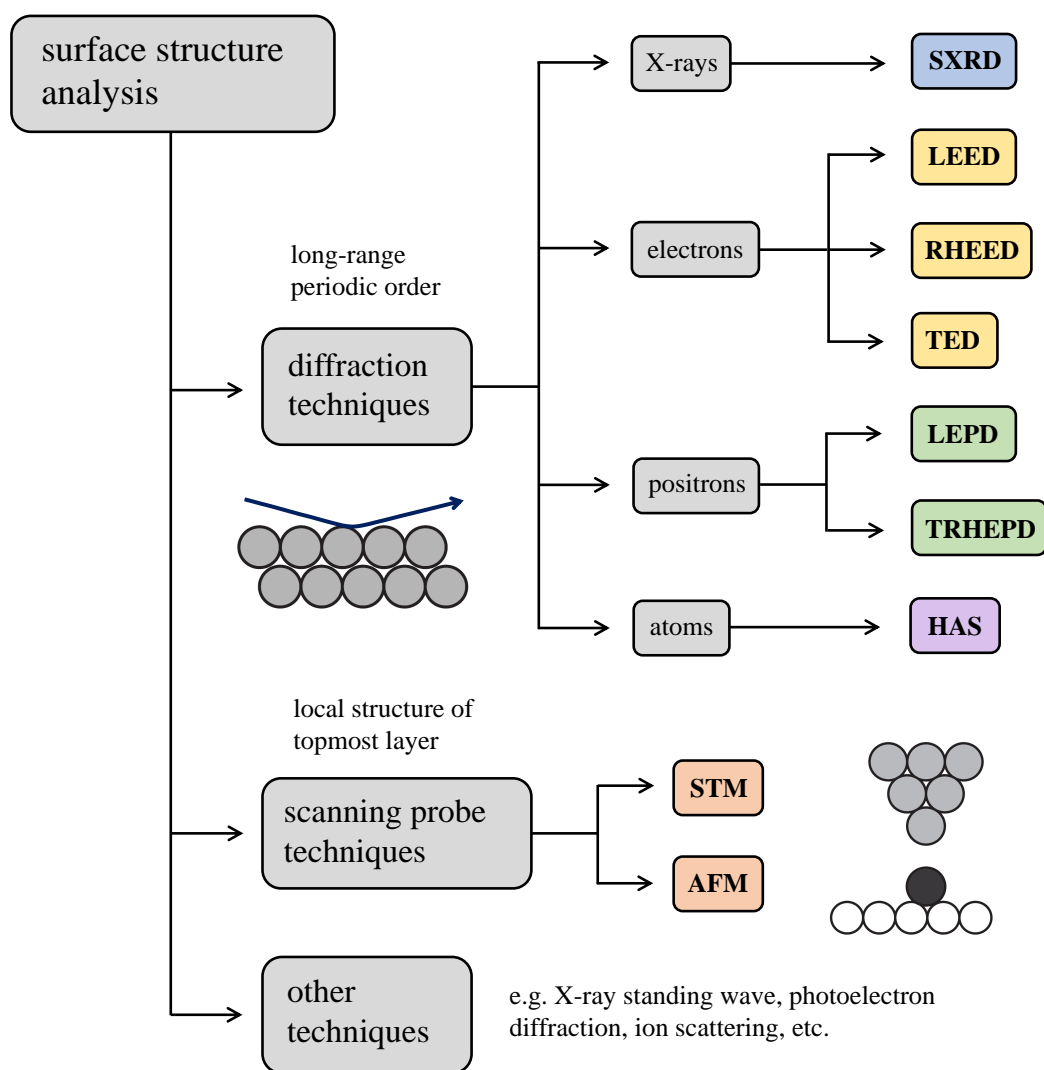 surface structure
analysis
X-rays
SXRD
LEED
electrons
RHEED
TED
long-range
periodic order
diffraction
techniques
LEPD
positrons
TRHEPD
atoms
HAS
local structure of
topmost layer
scanning probe
techniques
STM
AFM
other
techniques
e.g. X-ray standing wave, photoelectron
diffraction, ion scattering, etc.